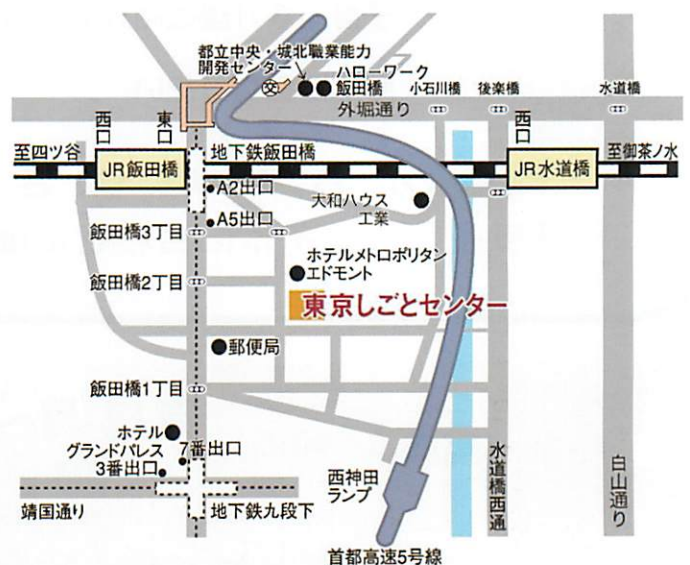 都立中央・城北職業能力
開発センター
ハローワーク
飯田橋
小石川橋
後楽橋
水道橋
外堀通り
西口
東口
西口
至四ツ谷
地下鉄飯田橋
至御茶ノ水
JR飯田橋
JR水道橋
A2出口
大和ハウス
工業
A5出口
飯田橋3丁目
ホテルメトロポリタン
エドモント
飯田橋2丁目
東京しごとセンター
郵便局
飯田橋1丁目
ホテル
グランドパレス
7番出口
3番出口
西神田
ランプ
水道橋西通
白山通り
靖国通り
地下鉄九段下
首都高速5号線